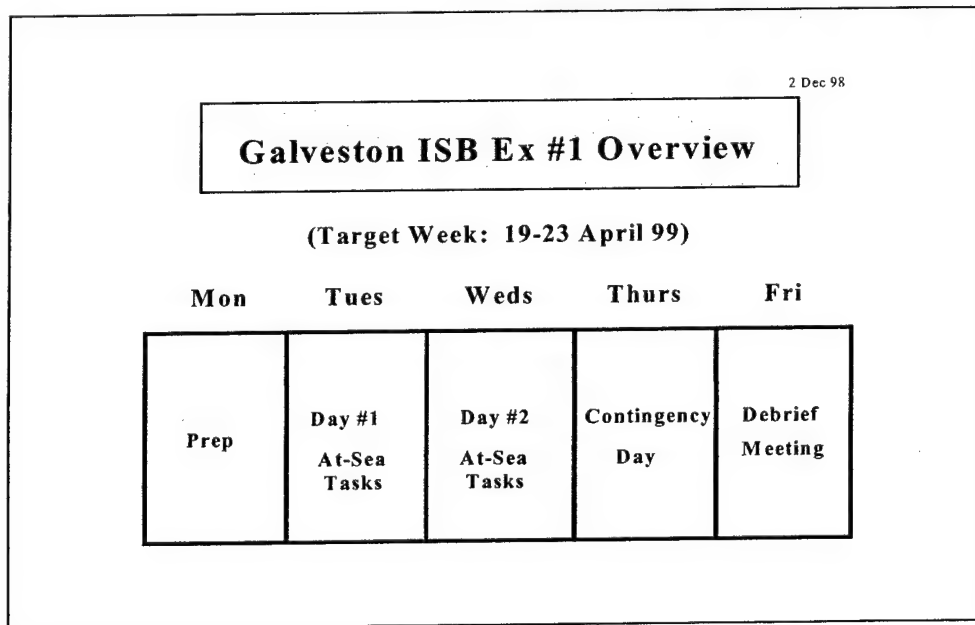 2 Dec 98
Galveston ISB Ex #1 Overview
(Target Week: 19-23 April 99)
Mon Tues Weds Thurs Fri
Prep
Day #1
At-Sea
Tasks
Day #2
At-Sea
Tasks
Contingency
Day
Debrief
Meeting